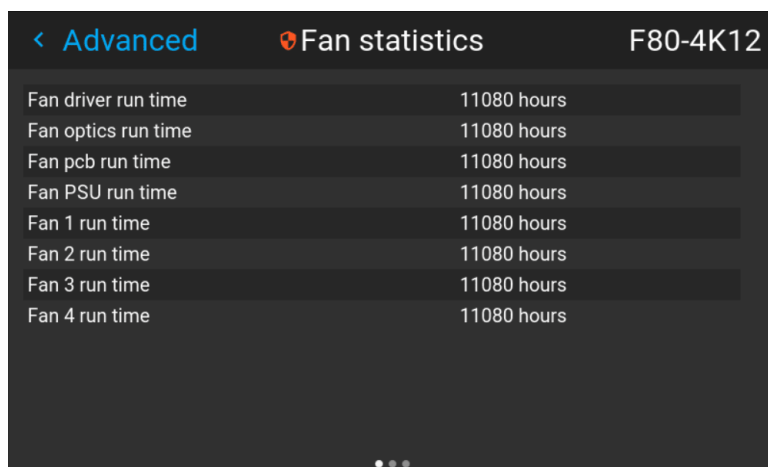 ‹ Advanced Fan statistics F80-4K12
Fan driver run time 11080 hours
Fan optics run time 11080 hours
Fan pcb run time 11080 hours
Fan PSU run time 11080 hours
Fan 1 run time 11080 hours
Fan 2 run time 11080 hours
Fan 3 run time 11080 hours
Fan 4 run time 11080 hours